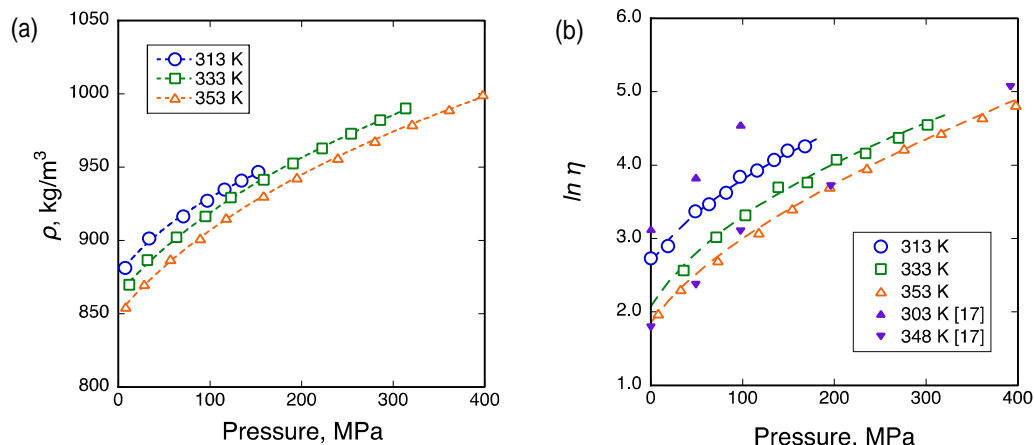 (a)
1050
1000
950
900
850
800
ρ, kg/m³
313 K
333 K
353 K
0
100
200
300
400
Pressure, MPa
(b)
6.0
5.0
4.0
3.0
2.0
1.0
ln η
313 K
333 K
353 K
303 K [17]
348 K [17]
0
100
200
300
400
Pressure, MPa